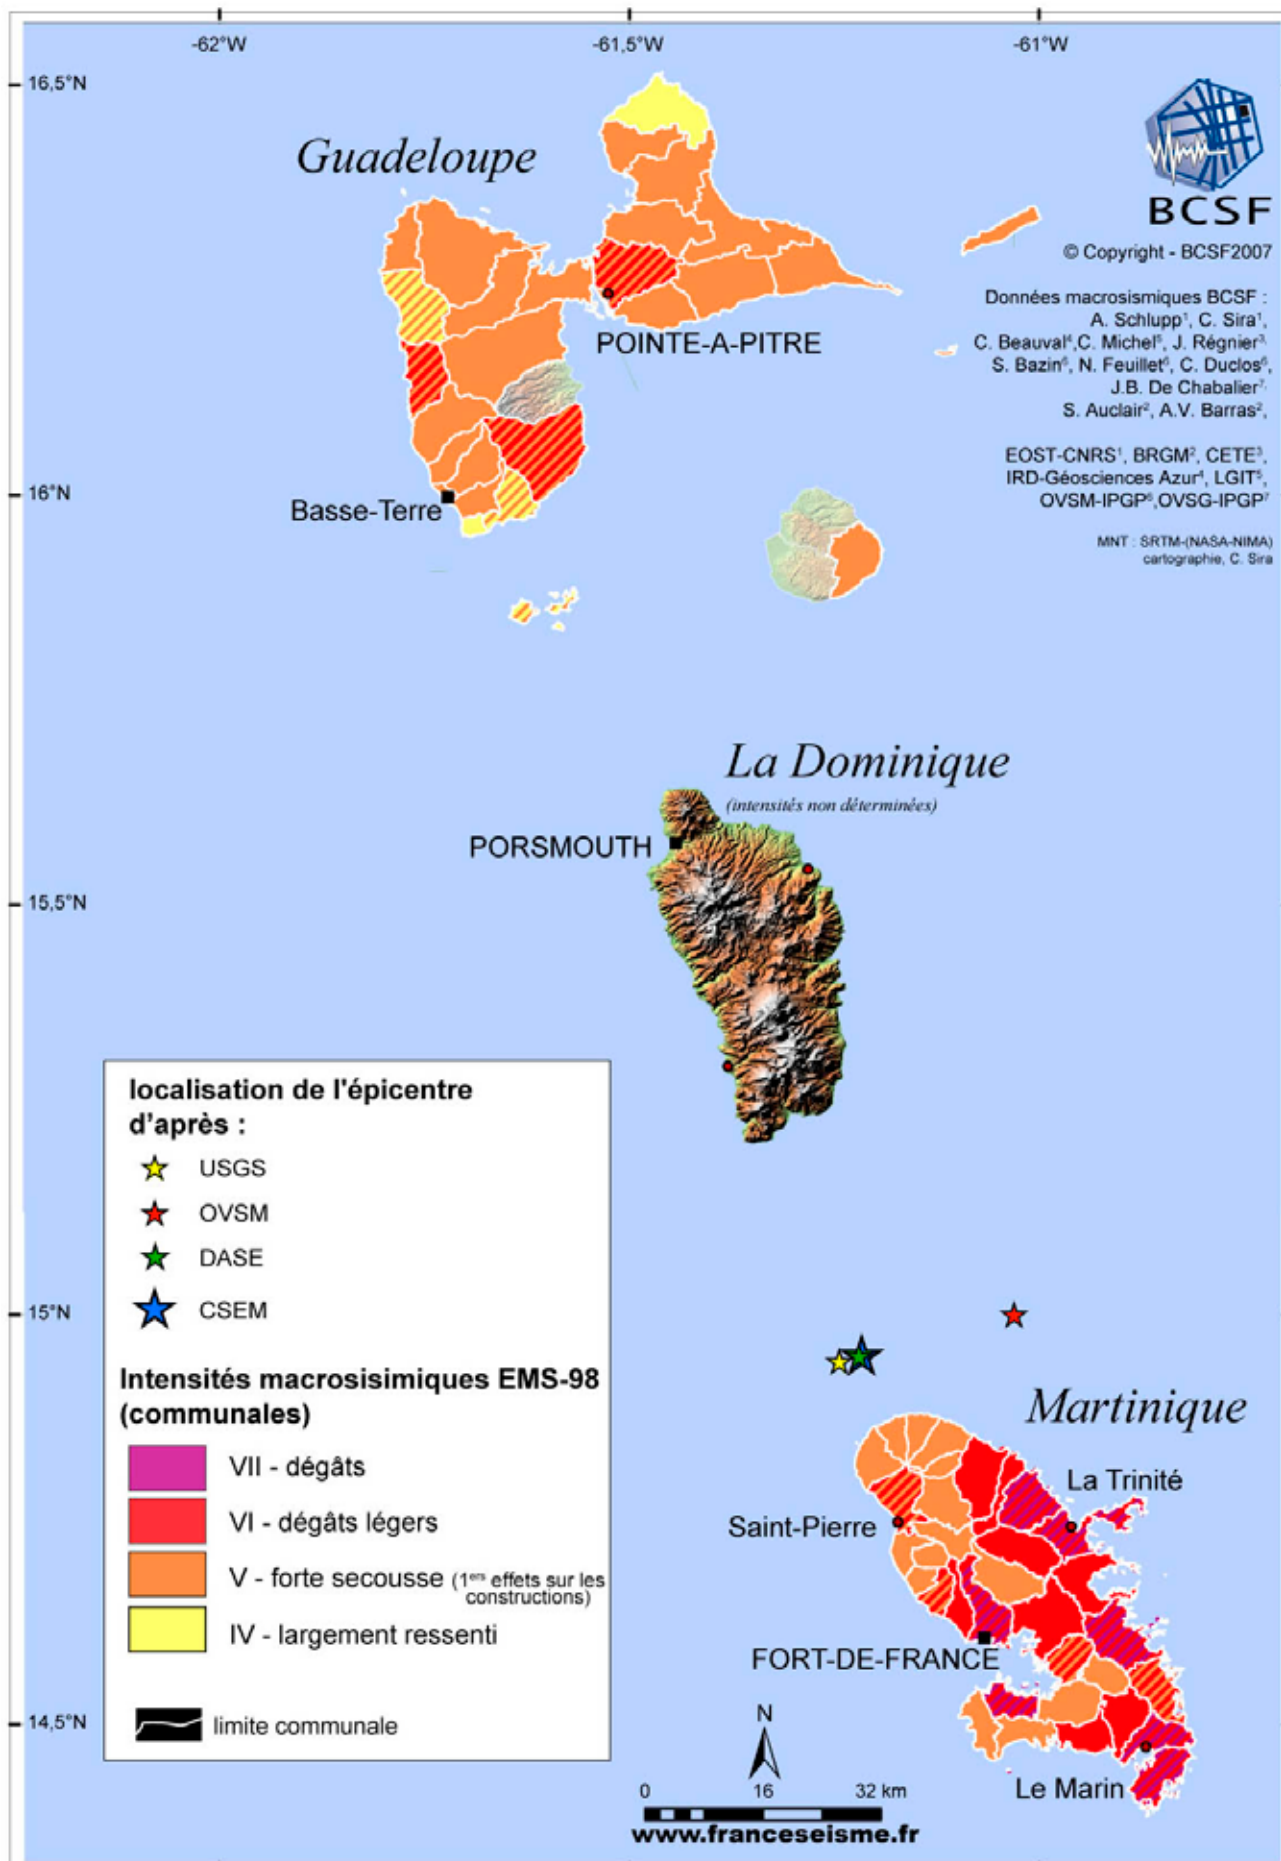 -62°W
-61,5°W
-61°W
16,5°N
Guadeloupe
BCSF
© Copyright - BCSF2007
Données macrosismiques BCSF :
A. Schlupp¹, C. Sira¹,
C. Beauval⁴,C. Michel⁵, J. Régnier³,
S. Bazin⁶, N. Feuillet⁶, C. Duclos⁶,
J.B. De Chabalier⁷,
S. Auclair², A.V. Barras²,
POINTE-A-PITRE
EOST-CNRS¹, BRGM², CETE³,
IRD-Géosciences Azur⁴, LGIT⁵,
OVSM-IPGP⁶,OVSG-IPGP⁷
16°N
Basse-Terre
MNT : SRTM-(NASA-NIMA)
cartographie, C. Sira
La Dominique
(intensités non déterminées)
PORSMOUTH
15,5°N
localisation de l'épicentre
d'après :
USGS
OVSM
DASE
CSEM
15°N
Intensités macrosisimiques EMS-98
(communales)
VII - dégâts
VI - dégâts légers
V - forte secousse (1ers effets sur les
constructions)
IV - largement ressenti
limite communale
Martinique
La Trinité
Saint-Pierre
FORT-DE-FRANCE
14,5°N
Le Marin
N
0 16 32 km
www.franceseisme.fr